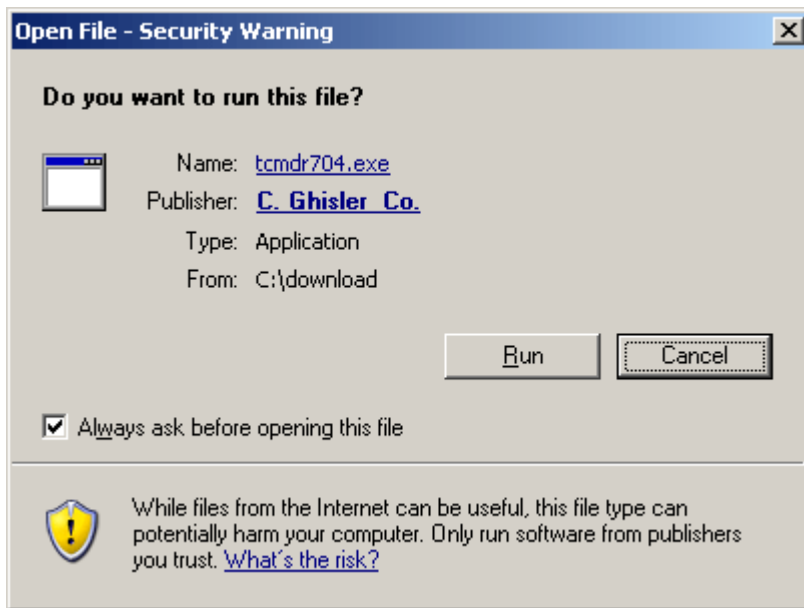 Open File - Security Warning
Do you want to run this file?
Name: tcmdr704.exe
Publisher: C. Ghisler Co.
Type: Application
From: C:\download
Run Cancel
Always ask before opening this file
While files from the Internet can be useful, this file type can
potentially harm your computer. Only run software from publishers
you trust. What's the risk?